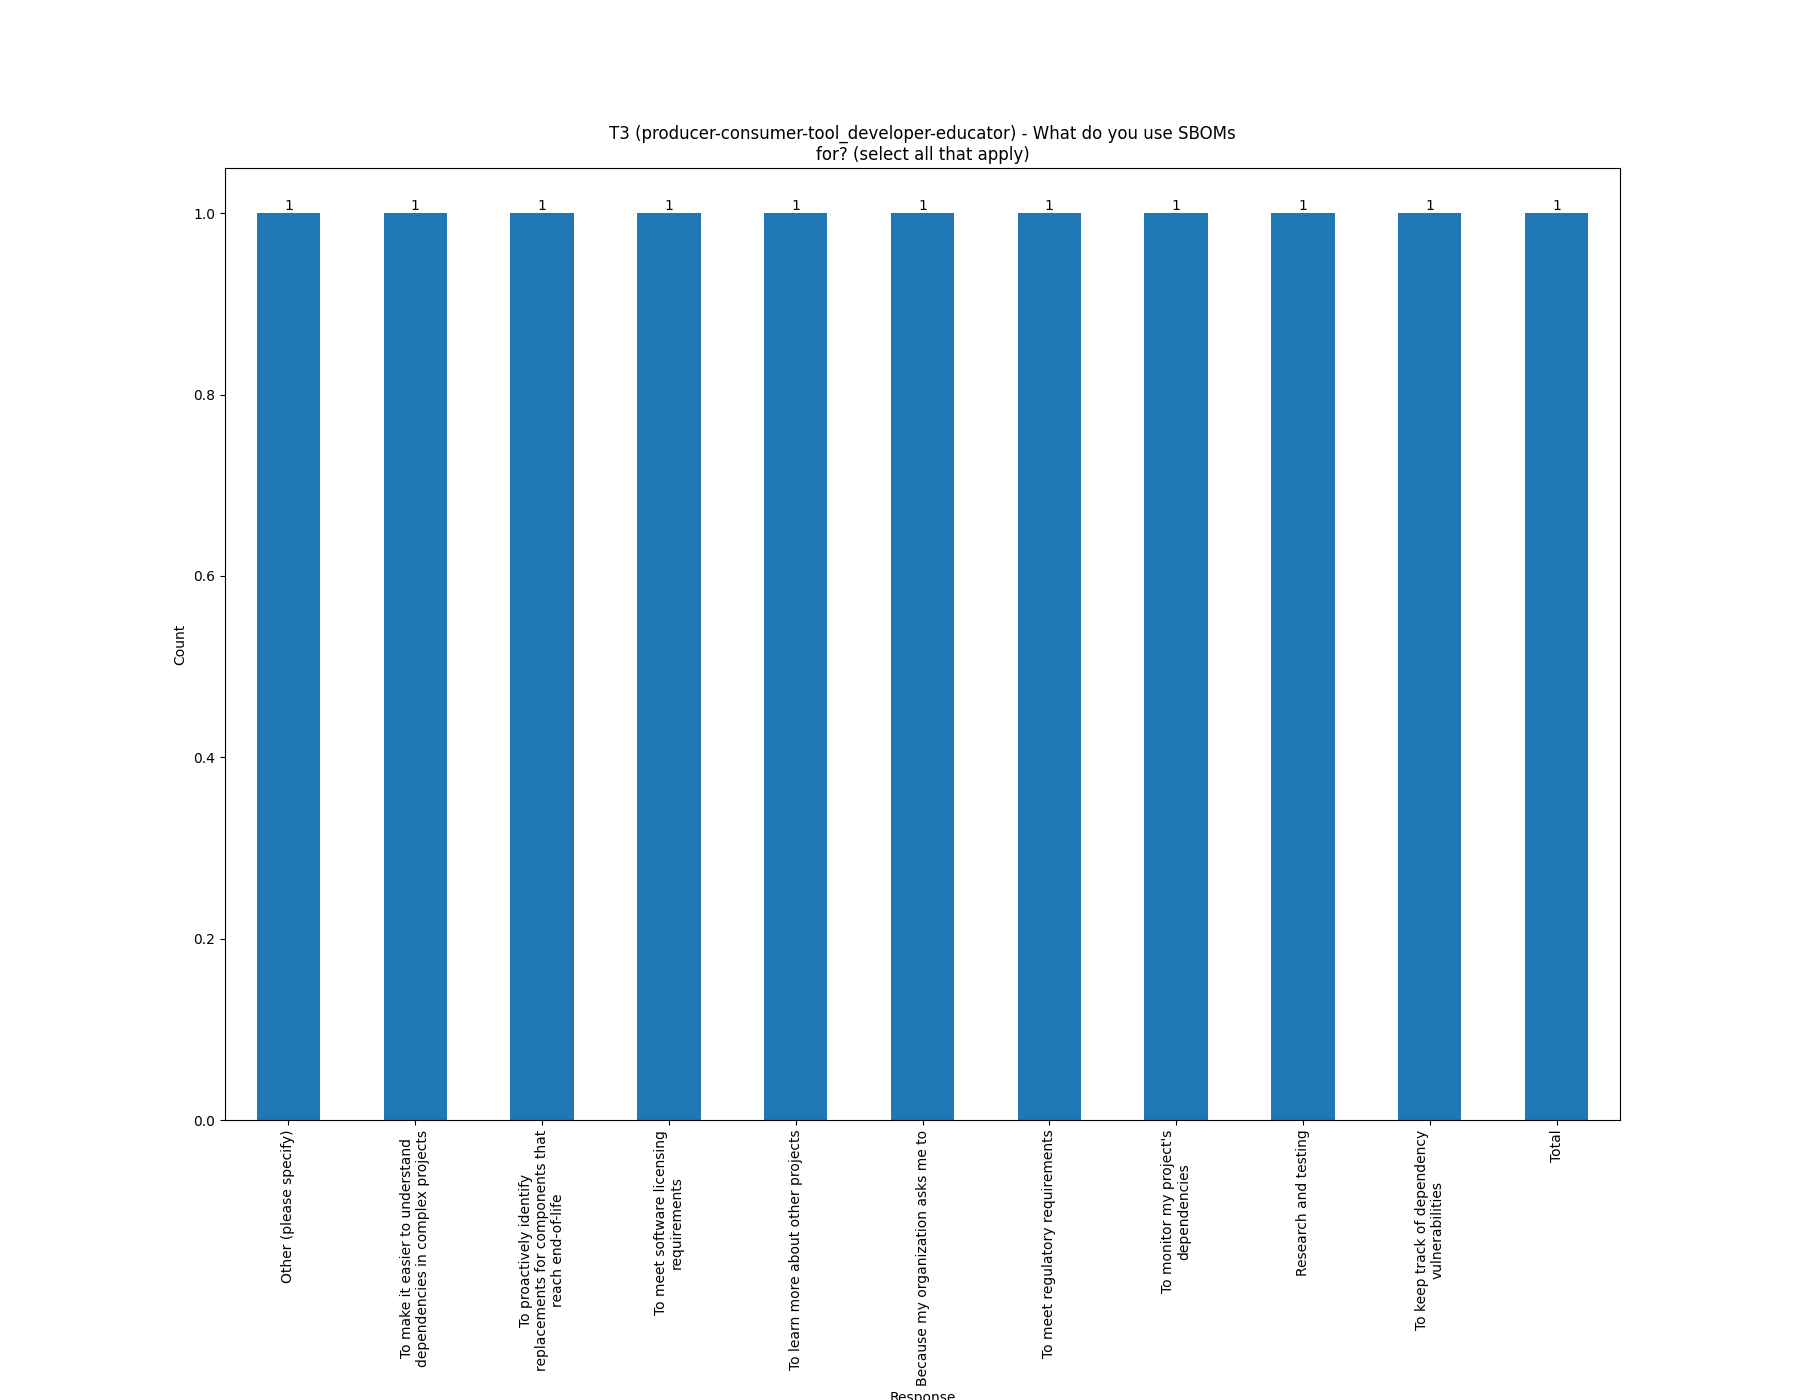 T3 (producer-consumer-tool_developer-educator) - What do you use SBOMs
for? (select all that apply)
1 1 1 1 1 1 1 1 1 1 1
1.0
0.8
0.6
0.4
0.2
0.0
Count
Other (please specify)
To make it easier to understand
dependencies in complex projects
To proactively identify
replacements for components that
reach end-of-life
To meet software licensing
requirements
To learn more about other projects
Because my organization asks me to
To meet regulatory requirements
To monitor my project's
dependencies
Research and testing
To keep track of dependency
vulnerabilities
Total
Response